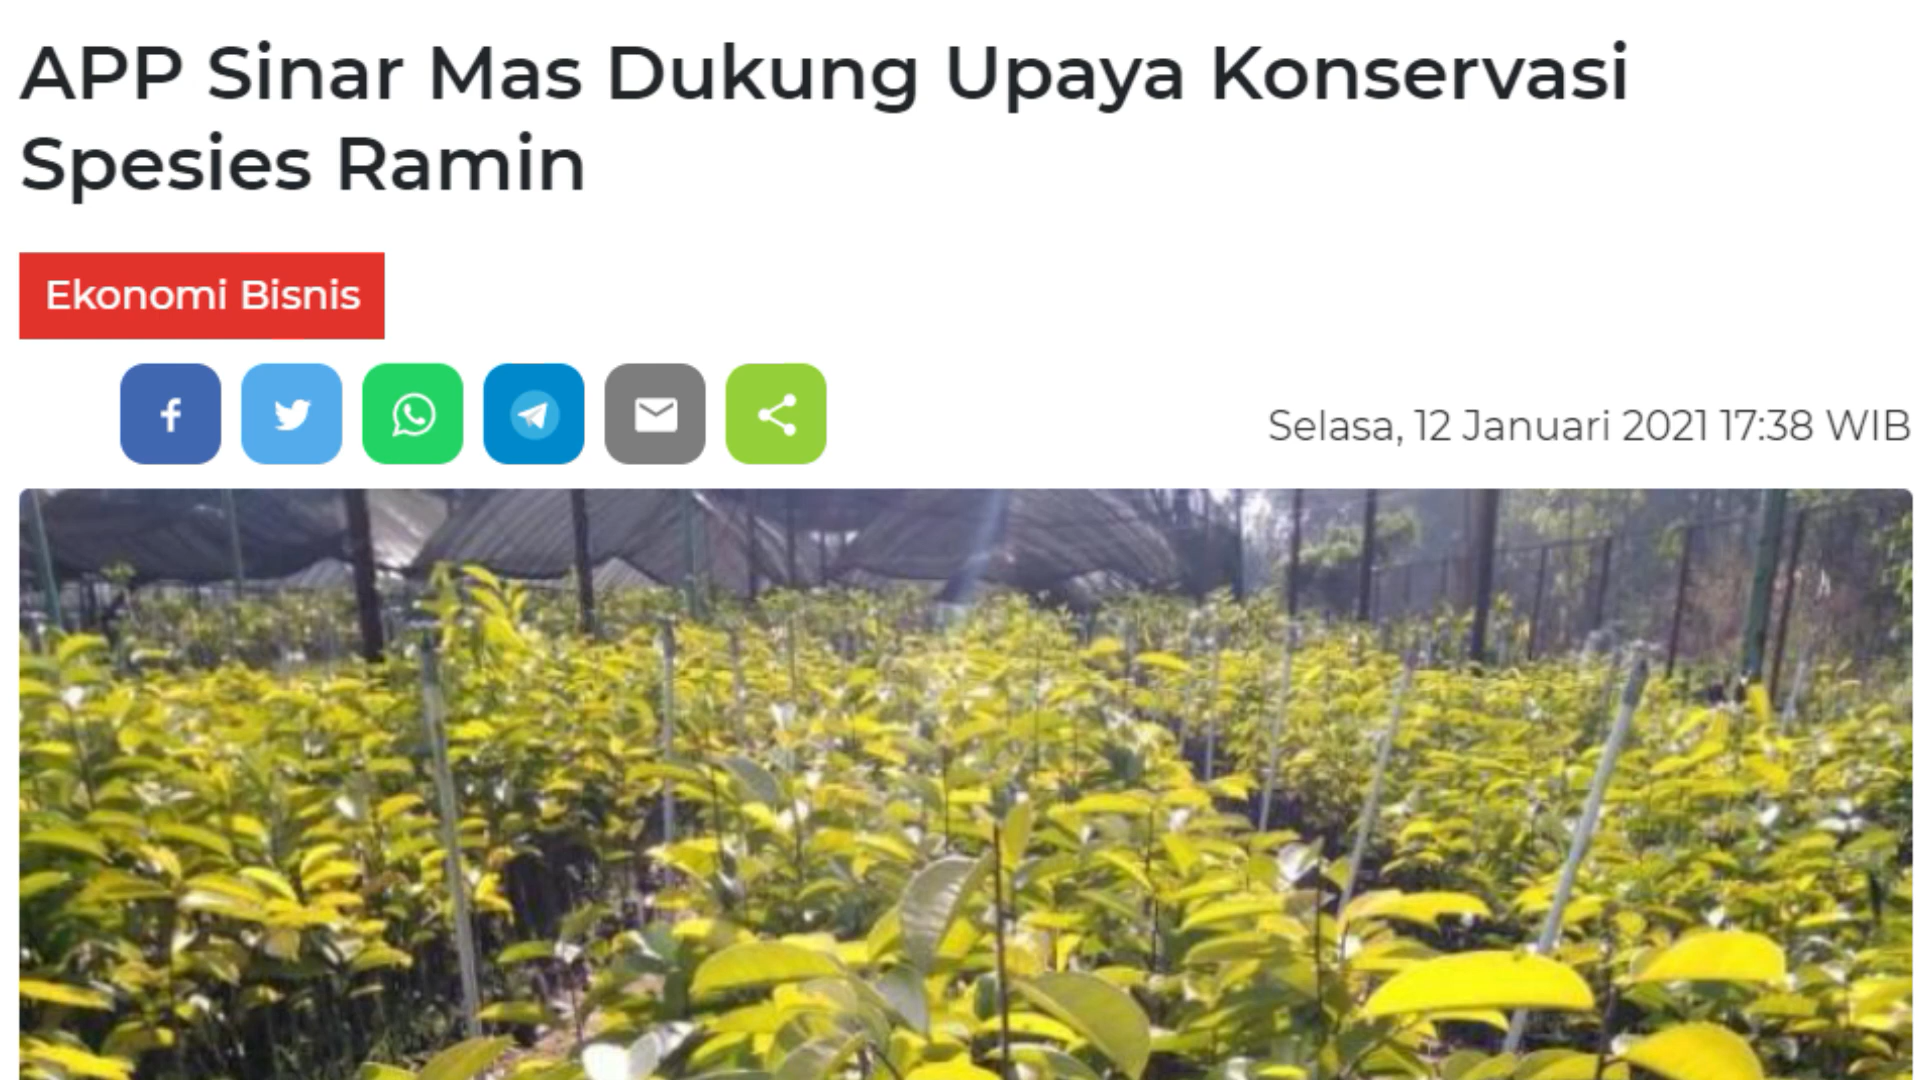 APP Sinar Mas Dukung Upaya Konservasi
Spesies Ramin
Ekonomi Bisnis
Selasa, 12 Januari 2021 17:38 WIB